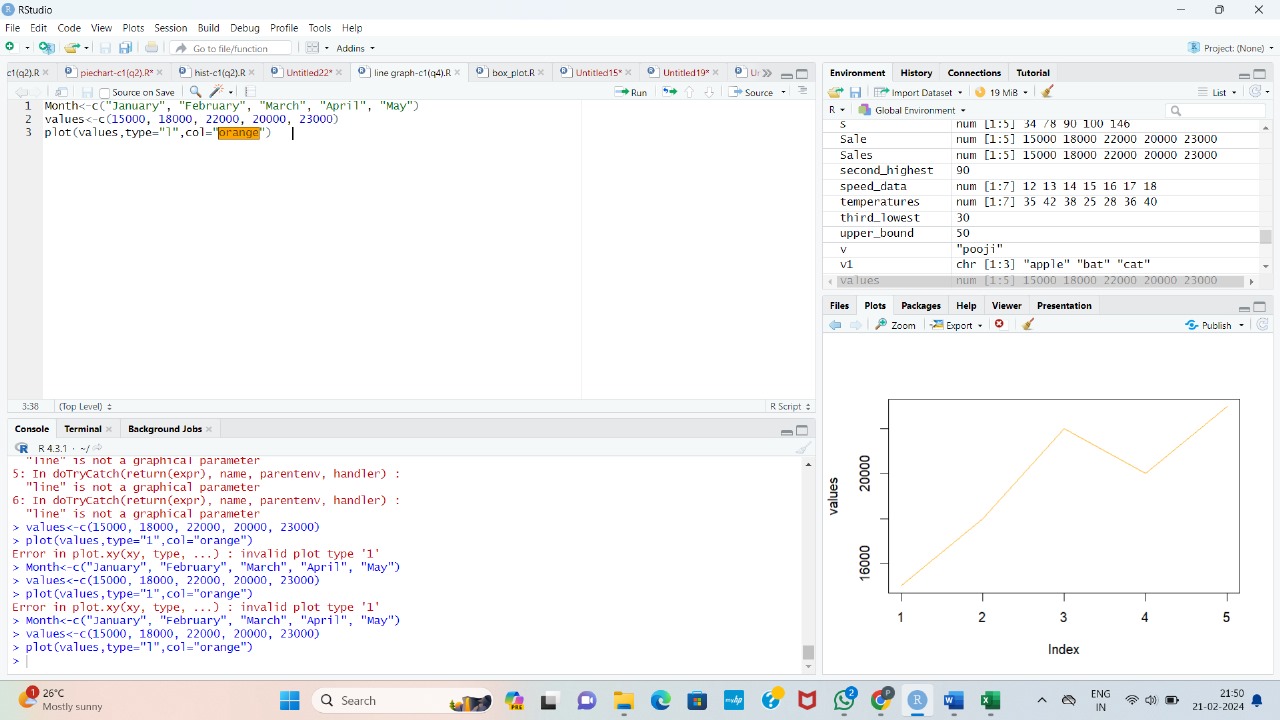 RStudio
File Edit Code View Plots Session Build Debug Profile Tools Help
Go to file/function Addins Project: (None)
c1(q2).R piechart-c1(q2).R* hist-c1(q2).R Untitled22* line graph-c1(q4).R box_plot.R Untitled15* Untitled19*
Source on Save Run Source
1 Month<-c("January", "February", "March", "April", "May")
2 values<-c(15000, 18000, 22000, 20000, 23000)
3 plot(values,type="l",col="orange")
3:38 (Top Level) R Script
Console Terminal Background Jobs
R 4.3.1 · ~/
"line" is not a graphical parameter
5: In doTryCatch(return(expr), name, parentenv, handler) :
"line" is not a graphical parameter
6: In doTryCatch(return(expr), name, parentenv, handler) :
"line" is not a graphical parameter
> values<-c(15000, 18000, 22000, 20000, 23000)
> plot(values,type="1",col="orange")
Error in plot.xy(xy, type, ...) : invalid plot type '1'
> Month<-c("January", "February", "March", "April", "May")
> values<-c(15000, 18000, 22000, 20000, 23000)
> plot(values,type="1",col="orange")
Error in plot.xy(xy, type, ...) : invalid plot type '1'
> Month<-c("January", "February", "March", "April", "May")
> values<-c(15000, 18000, 22000, 20000, 23000)
> plot(values,type="l",col="orange")
>
Environment History Connections Tutorial
Import Dataset 19 MiB List
R Global Environment
s num [1:5] 34 78 90 100 146
Sale num [1:5] 15000 18000 22000 20000 23000
Sales num [1:5] 15000 18000 22000 20000 23000
second_highest 90
speed_data num [1:7] 12 13 14 15 16 17 18
temperatures num [1:7] 35 42 38 25 28 36 40
third_lowest 30
upper_bound 50
v "pooji"
v1 chr [1:3] "apple" "bat" "cat"
values num [1:5] 15000 18000 22000 20000 23000
Files Plots Packages Help Viewer Presentation
Zoom Export Publish
values
20000
16000
1 2 3 4 5
Index
1 26°C
Mostly sunny
Search
PRE
2
P
ENG
IN
21:50
21-02-2024